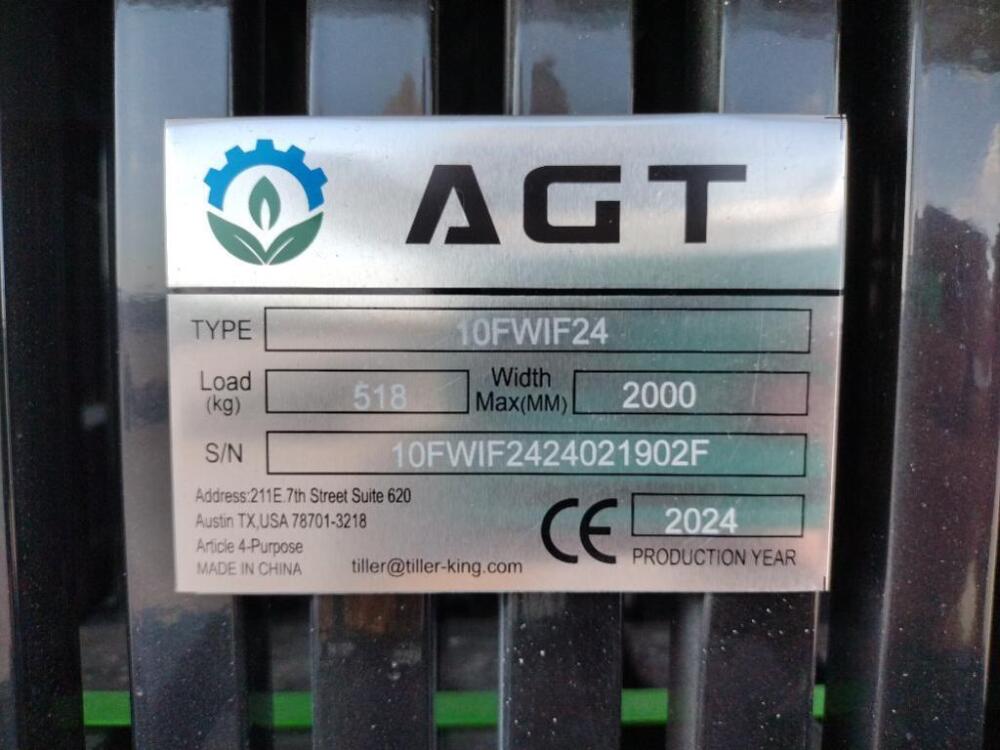 AGT
TYPE 10FWIF24
Load (kg) 518 Width Max(MM) 2000
S/N 10FWIF2424021902F
Address:211E.7th Street Suite 620
Austin TX,USA 78701-3218
Article 4-Purpose
MADE IN CHINA
tiller@tiller-king.com
CE
2024
PRODUCTION YEAR